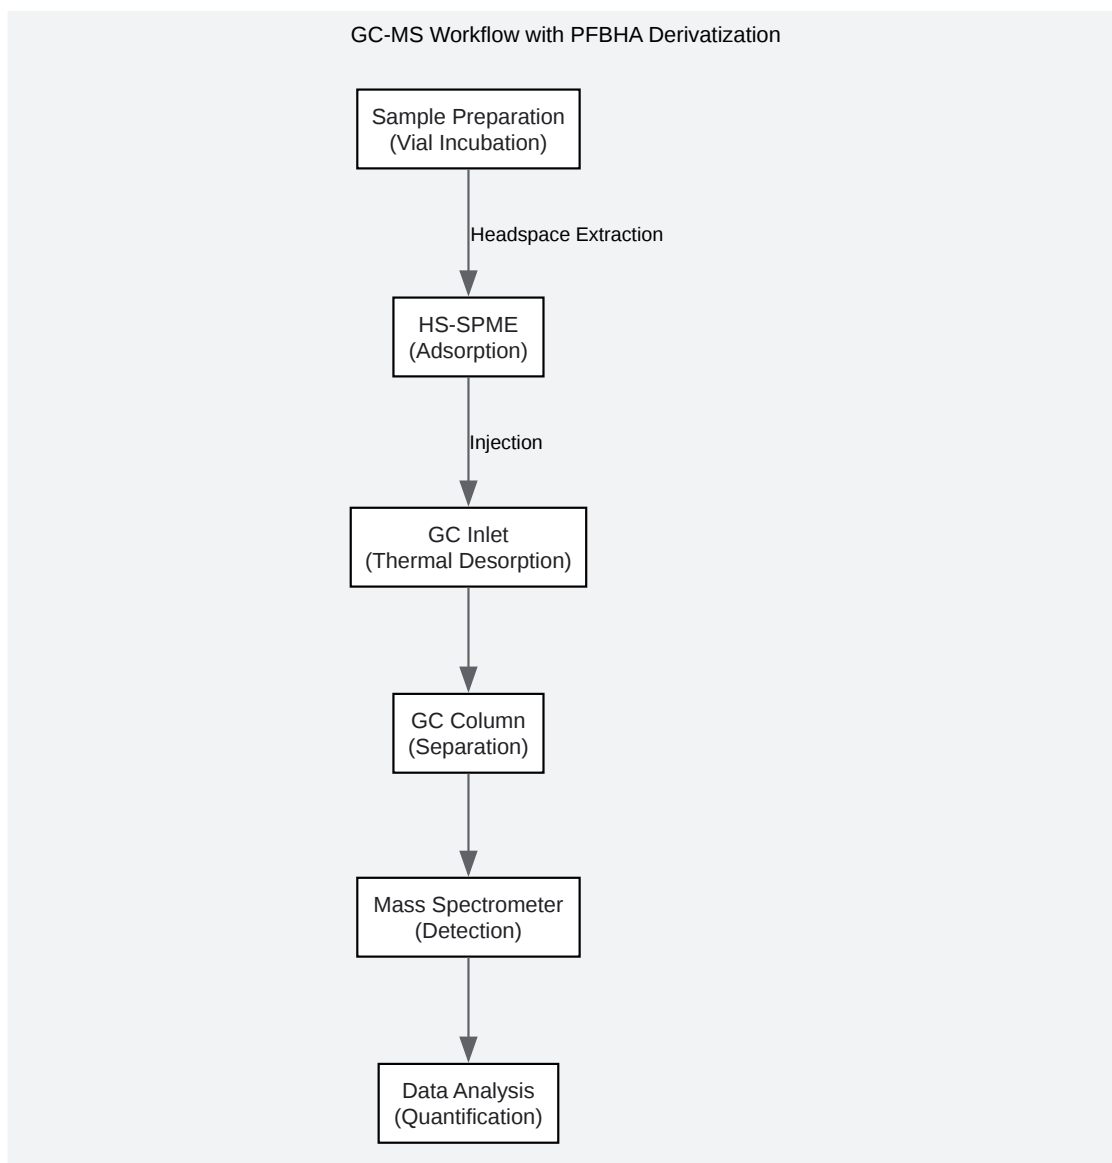 GC-MS Workflow with PFBHA Derivatization
Sample Preparation
(Vial Incubation)
Headspace Extraction
HS-SPME
(Adsorption)
Injection
GC Inlet
(Thermal Desorption)
GC Column
(Separation)
Mass Spectrometer
(Detection)
Data Analysis
(Quantification)